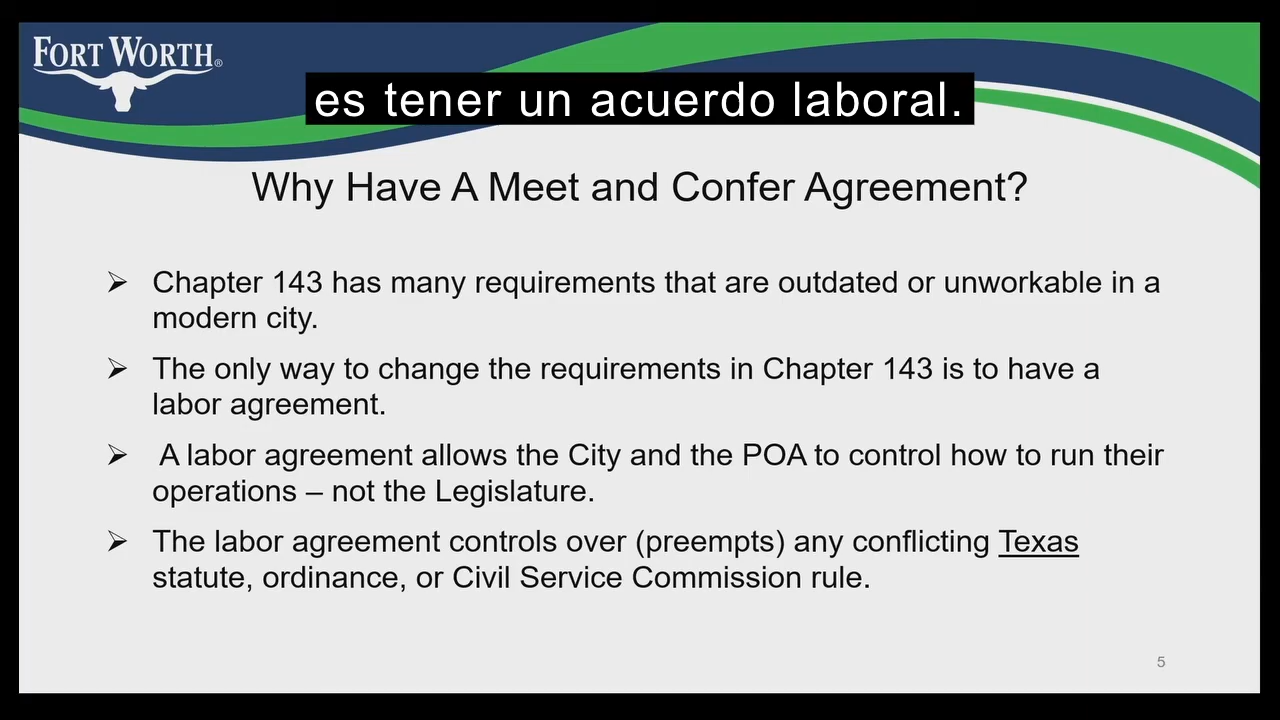 FORT WORTH®
es tener un acuerdo laboral.
Why Have A Meet and Confer Agreement?
➢ Chapter 143 has many requirements that are outdated or unworkable in a
modern city.
➢ The only way to change the requirements in Chapter 143 is to have a
labor agreement.
➢ A labor agreement allows the City and the POA to control how to run their
operations – not the Legislature.
➢ The labor agreement controls over (preempts) any conflicting Texas
statute, ordinance, or Civil Service Commission rule.
5